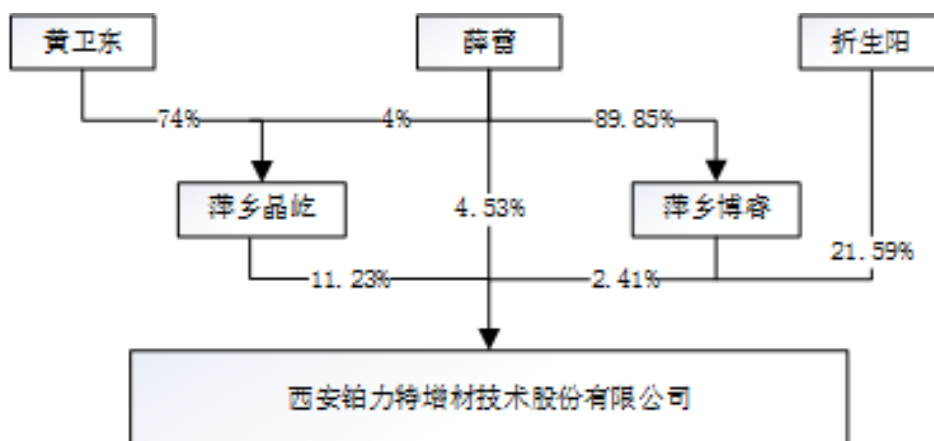 黄卫东
薛蕾
折生阳
74%
4%
89.85%
萍乡晶屹
4.53%
萍乡博睿
21.59%
11.23%
2.41%
西安铂力特增材技术股份有限公司